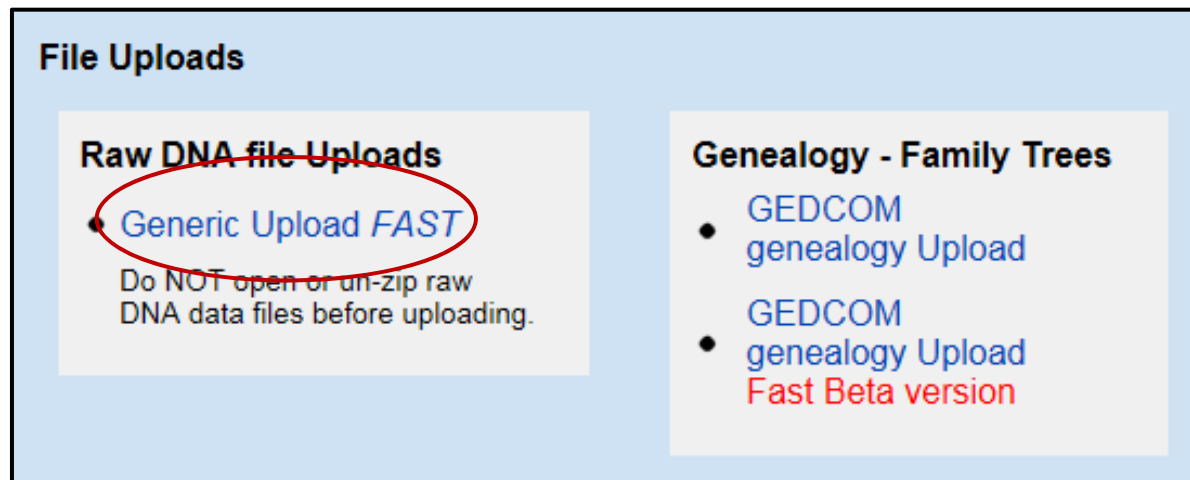 File Uploads
Raw DNA file Uploads
Generic Upload FAST
Do NOT open or un-zip raw
DNA data files before uploading.
Genealogy - Family Trees
GEDCOM
genealogy Upload
GEDCOM
genealogy Upload
Fast Beta version